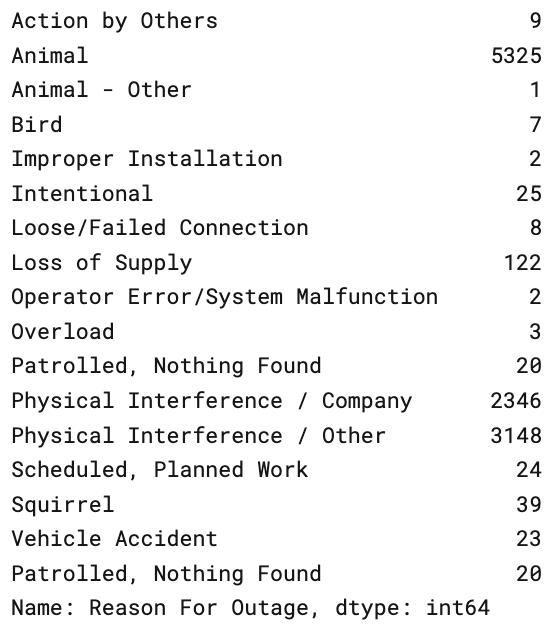 Action by Others 9
Animal 5325
Animal - Other 1
Bird 7
Improper Installation 2
Intentional 25
Loose/Failed Connection 8
Loss of Supply 122
Operator Error/System Malfunction 2
Overload 3
Patrolled, Nothing Found 20
Physical Interference / Company 2346
Physical Interference / Other 3148
Scheduled, Planned Work 24
Squirrel 39
Vehicle Accident 23
Patrolled, Nothing Found 20
Name: Reason For Outage, dtype: int64